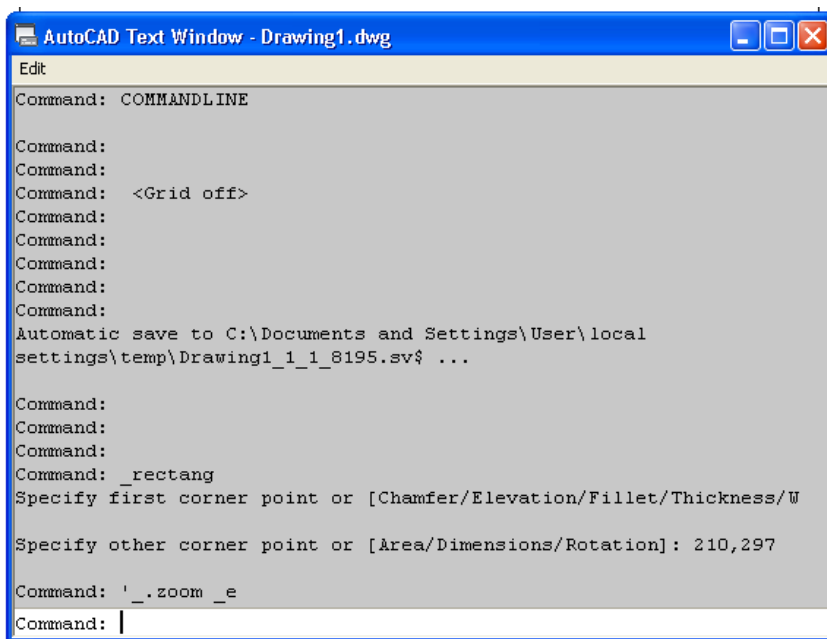 AutoCAD Text Window - Drawing1.dwg
Edit
Command: COMMANDLINE
Command:
Command:
Command: <Grid off>
Command:
Command:
Command:
Command:
Command:
Automatic save to C:\Documents and Settings\User\local
settings\temp\Drawing1_1_1_8195.sv$ ...
Command:
Command:
Command:
Command: _rectang
Specify first corner point or [Chamfer/Elevation/Fillet/Thickness/W
Specify other corner point or [Area/Dimensions/Rotation]: 210,297
Command: '_.zoom _e
Command: